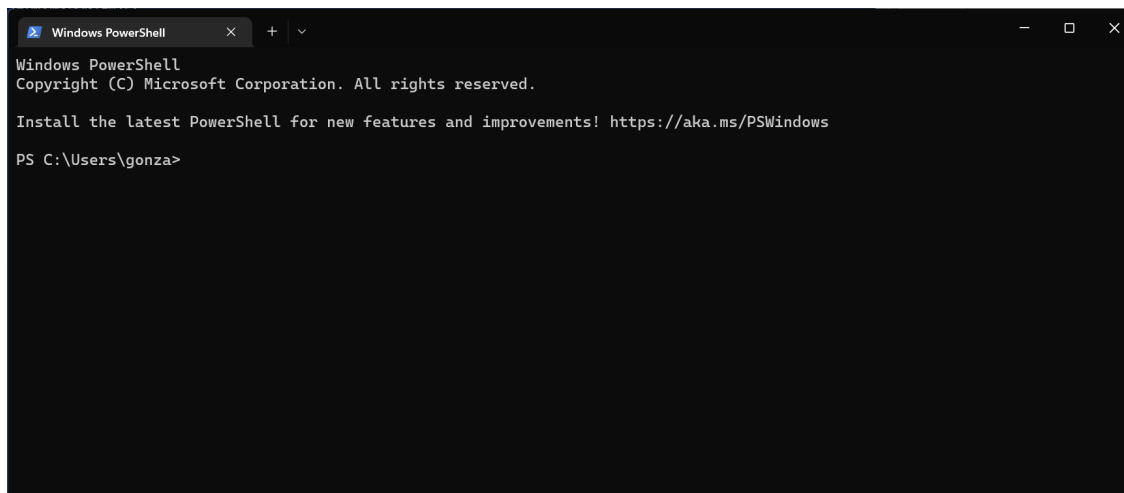 Windows PowerShell
Windows PowerShell
Copyright (C) Microsoft Corporation. All rights reserved.
Install the latest PowerShell for new features and improvements! https://aka.ms/PSWindows
PS C:\Users\gonza>